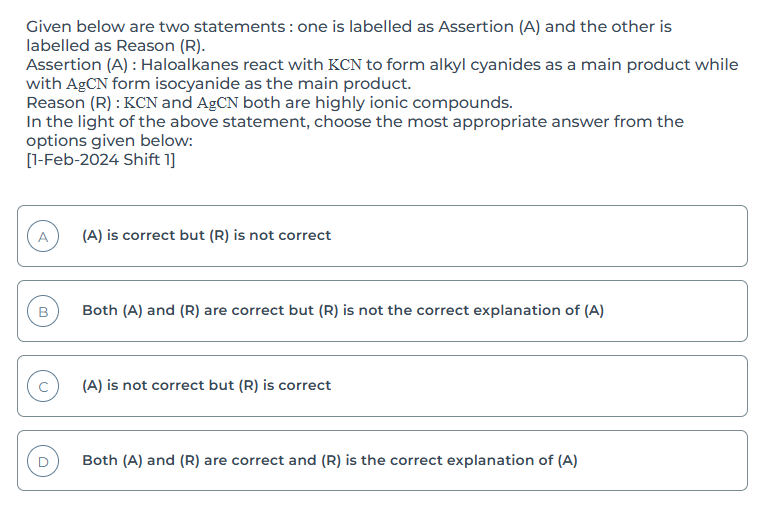 Given below are two statements : one is labelled as Assertion (A) and the other is
labelled as Reason (R).
Assertion (A) : Haloalkanes react with KCN to form alkyl cyanides as a main product while
with AgCN form isocyanide as the main product.
Reason (R) : KCN and AgCN both are highly ionic compounds.
In the light of the above statement, choose the most appropriate answer from the
options given below:
[1-Feb-2024 Shift 1]
A (A) is correct but (R) is not correct
B Both (A) and (R) are correct but (R) is not the correct explanation of (A)
C (A) is not correct but (R) is correct
D Both (A) and (R) are correct and (R) is the correct explanation of (A)